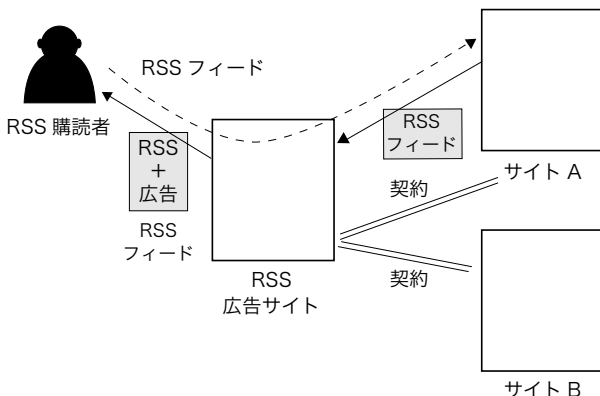 RSS フィード
RSS 購読者
RSS
＋
広告
RSS
フィード
RSS
広告サイト
RSS
フィード
サイト A
契約
契約
サイト B